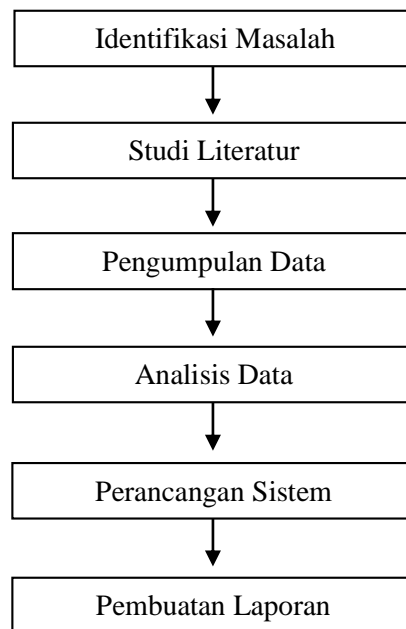 Identifikasi Masalah
Studi Literatur
Pengumpulan Data
Analisis Data
Perancangan Sistem
Pembuatan Laporan